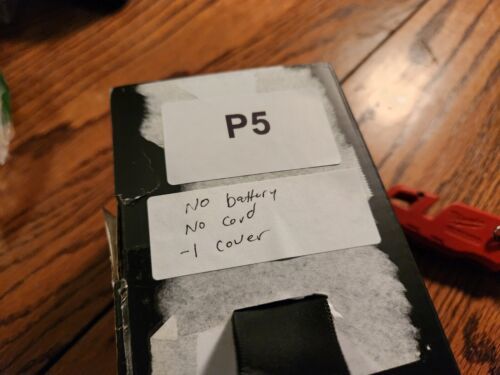 P5
No battery
No cord
-1 cover